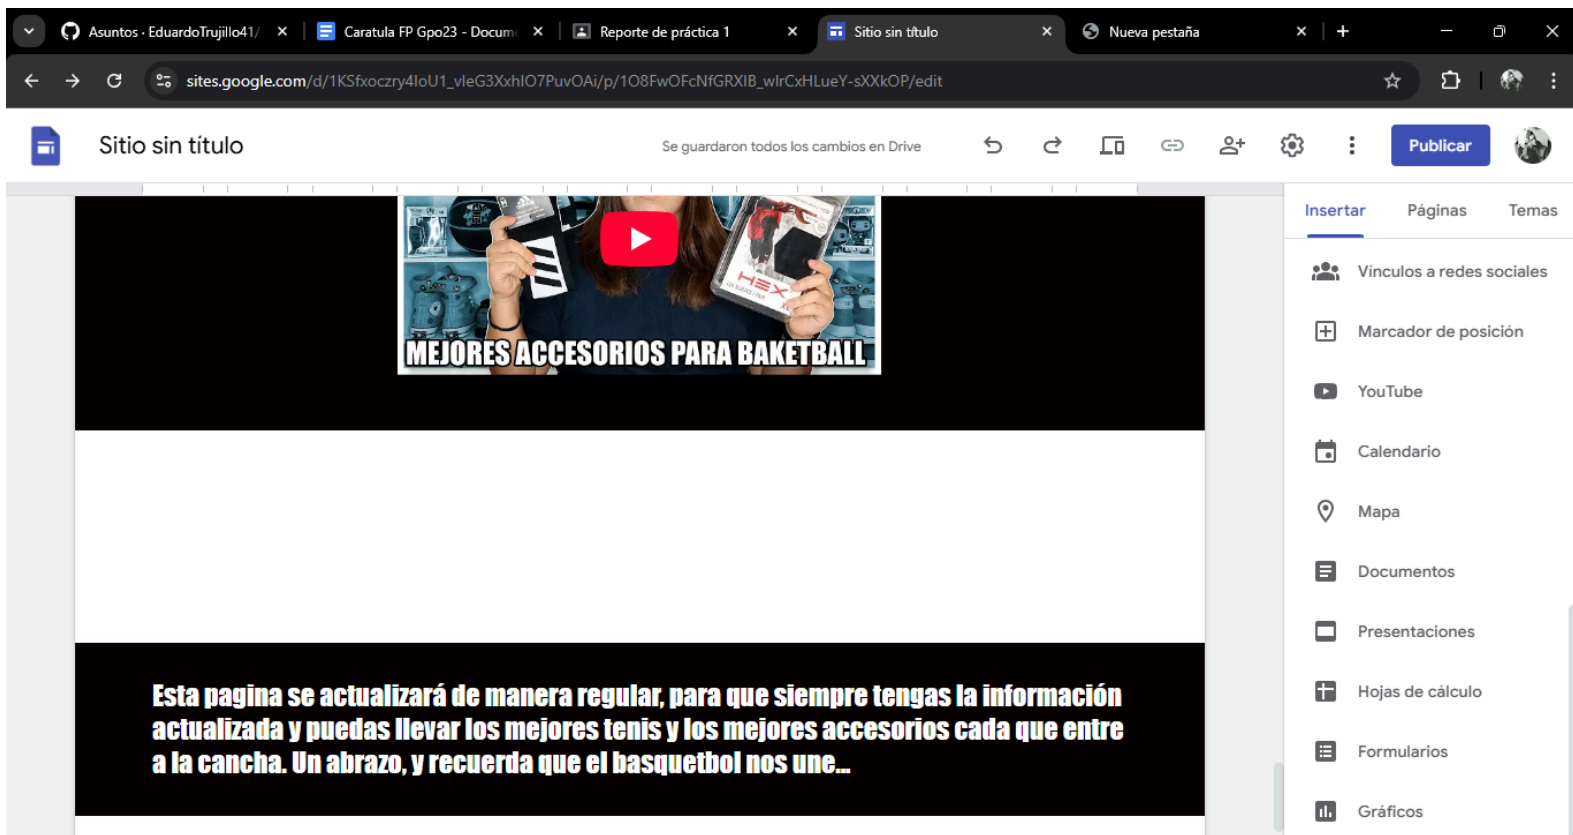 Asuntos · EduardoTrujillo41/
Caratula FP Gpo23 - Docum
Reporte de práctica 1
Sitio sin título
Nueva pestaña
sites.google.com/d/1KSfxoczry4IoU1_vleG3XxhIO7PuvOAi/p/1O8FwOFcNfGRXIB_wlrCxHLueY-sXXkOP/edit
Sitio sin título
Se guardaron todos los cambios en Drive
Publicar
Insertar Páginas Temas
adidas
HEX
MEJORES ACCESORIOS PARA BAKETBALL
Vínculos a redes sociales
Marcador de posición
YouTube
Calendario
Mapa
Documentos
Presentaciones
Hojas de cálculo
Formularios
Gráficos
Esta pagina se actualizará de manera regular, para que siempre tengas la información
actualizada y puedas llevar los mejores tenis y los mejores accesorios cada que entre
a la cancha. Un abrazo, y recuerda que el basquetbol nos une...